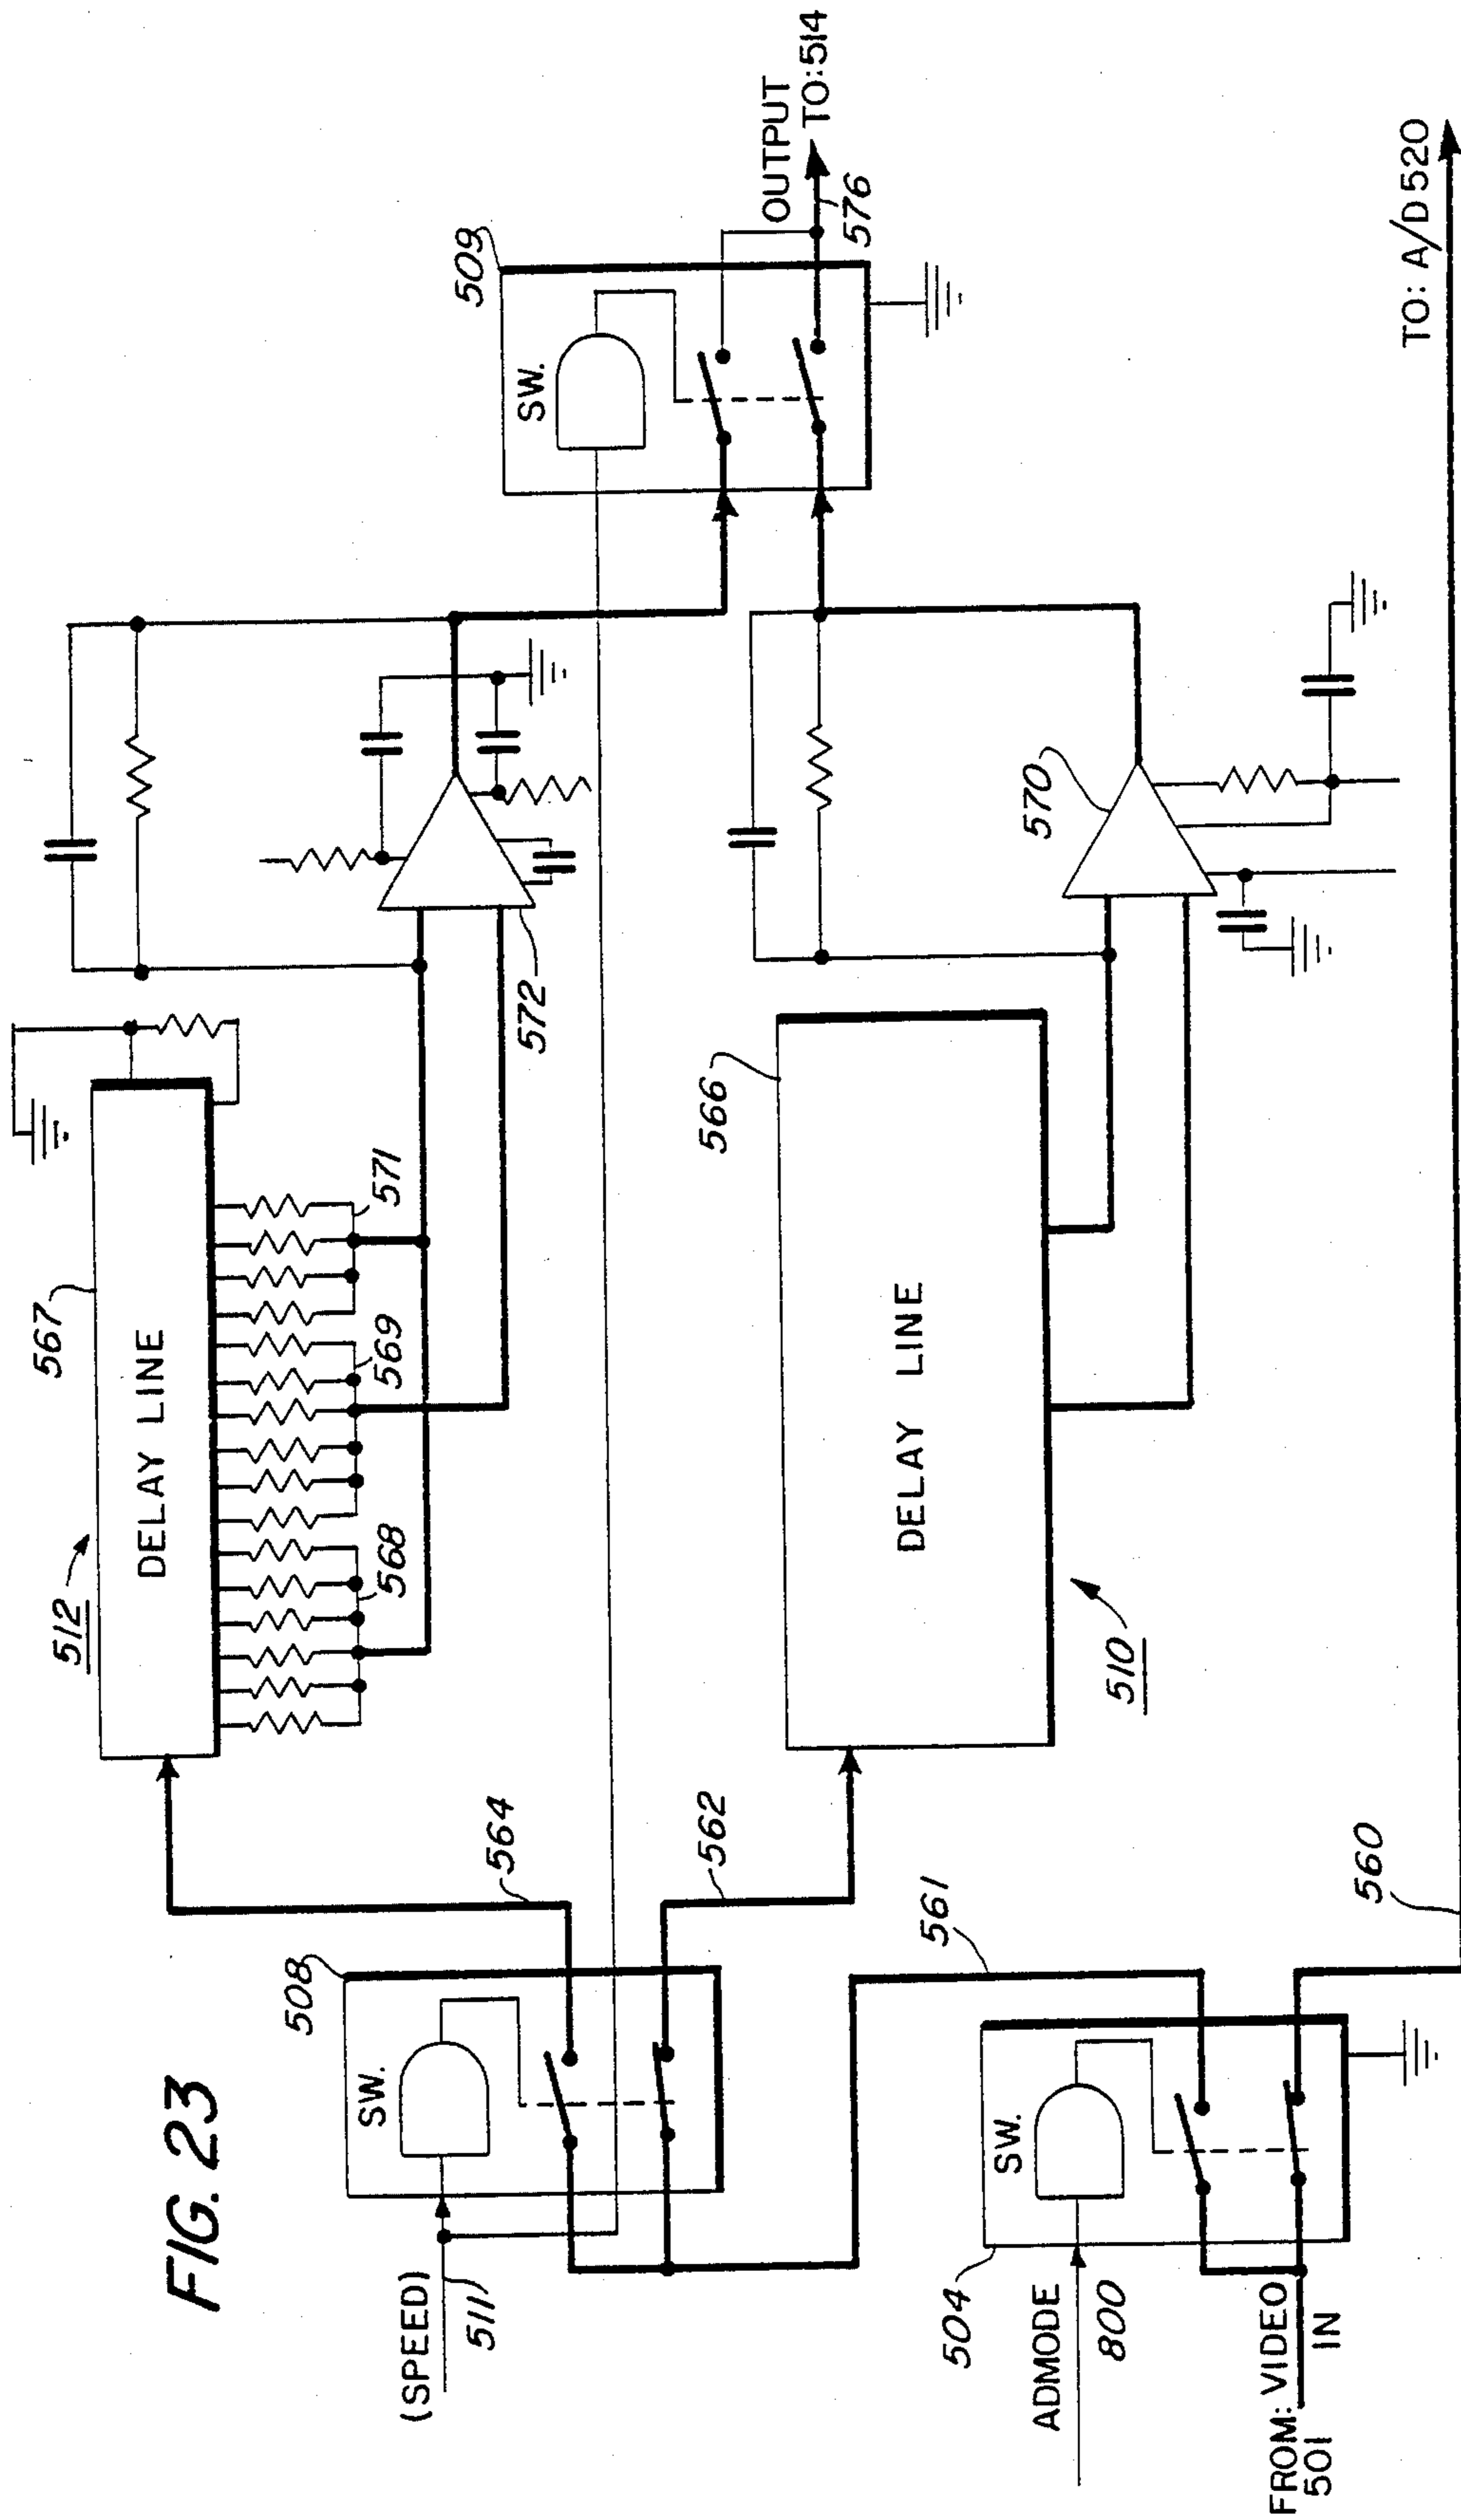 FIG. 23
(SPEED)
511
SW.
508
564
562
512
DELAY LINE
567
568
569
571
572
SW.
509
OUTPUT
TO:514
576
566
DELAY LINE
510
570
ADMODE
800
504
SW.
561
FROM: VIDEO
501 IN
560
TO: A/D 520